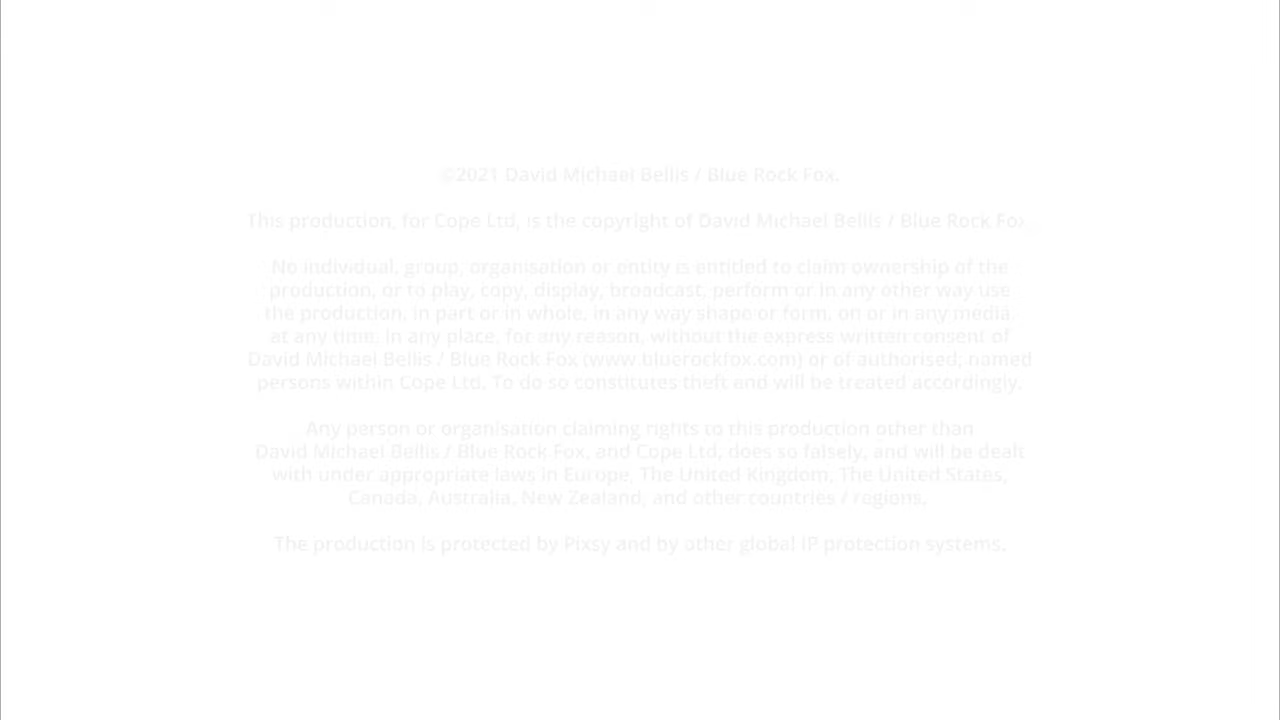 ©2021 David Michael Bellis / Blue Rock Fox.
This production, for Cope Ltd, is the copyright of David Michael Bellis / Blue Rock Fox.
No individual, group, organisation or entity is entitled to claim ownership of the
production, or to play, copy, display, broadcast, perform or in any other way use
the production, in part or in whole, in any way shape or form, on or in any media
at any time, in any place, for any reason, without the express written consent of
David Michael Bellis / Blue Rock Fox (www.bluerockfox.com) or of authorised, named
persons within Cope Ltd. To do so constitutes theft and will be treated accordingly.
Any person or organisation claiming rights to this production other than
David Michael Bellis / Blue Rock Fox, and Cope Ltd, does so falsely, and will be dealt
with under appropriate laws in Europe, The United Kingdom, The United States,
Canada, Australia, New Zealand, and other countries / regions.
The production is protected by Pixsy and by other global IP protection systems.